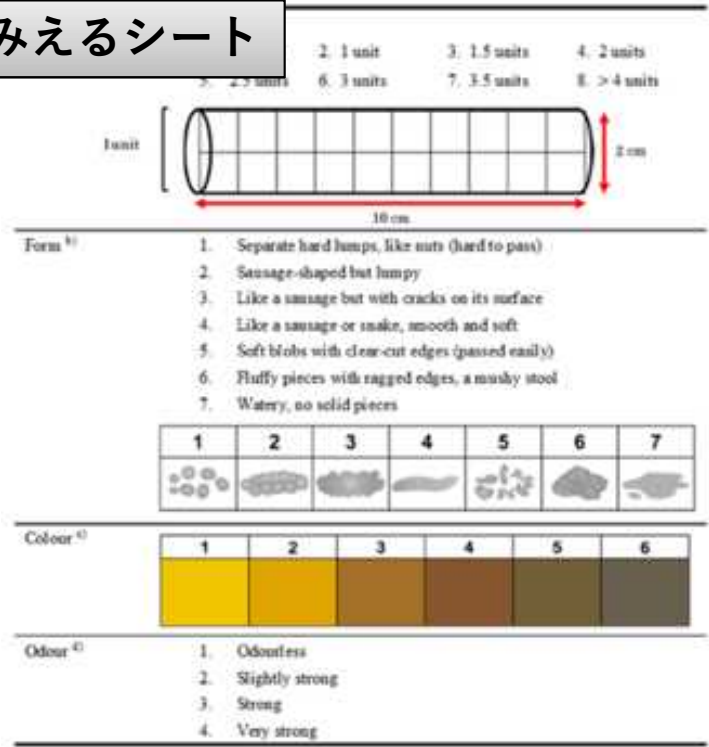 みえるシート
2. 1 unit 3. 1.5 units 4. 2 units
5. 2.5 units 6. 3 units 7. 3.5 units 8. > 4 units
1unit
2 cm
10 cm
Form b)
1. Separate hard lumps, like nuts (hard to pass)
2. Sausage-shaped but lumpy
3. Like a sausage but with cracks on its surface
4. Like a sausage or snake, smooth and soft
5. Soft blobs with clear-cut edges (passed easily)
6. Fluffy pieces with ragged edges, a mushy stool
7. Watery, no solid pieces
1 2 3 4 5 6 7
Colour c)
1 2 3 4 5 6
Odour d)
1. Odourless
2. Slightly strong
3. Strong
4. Very strong